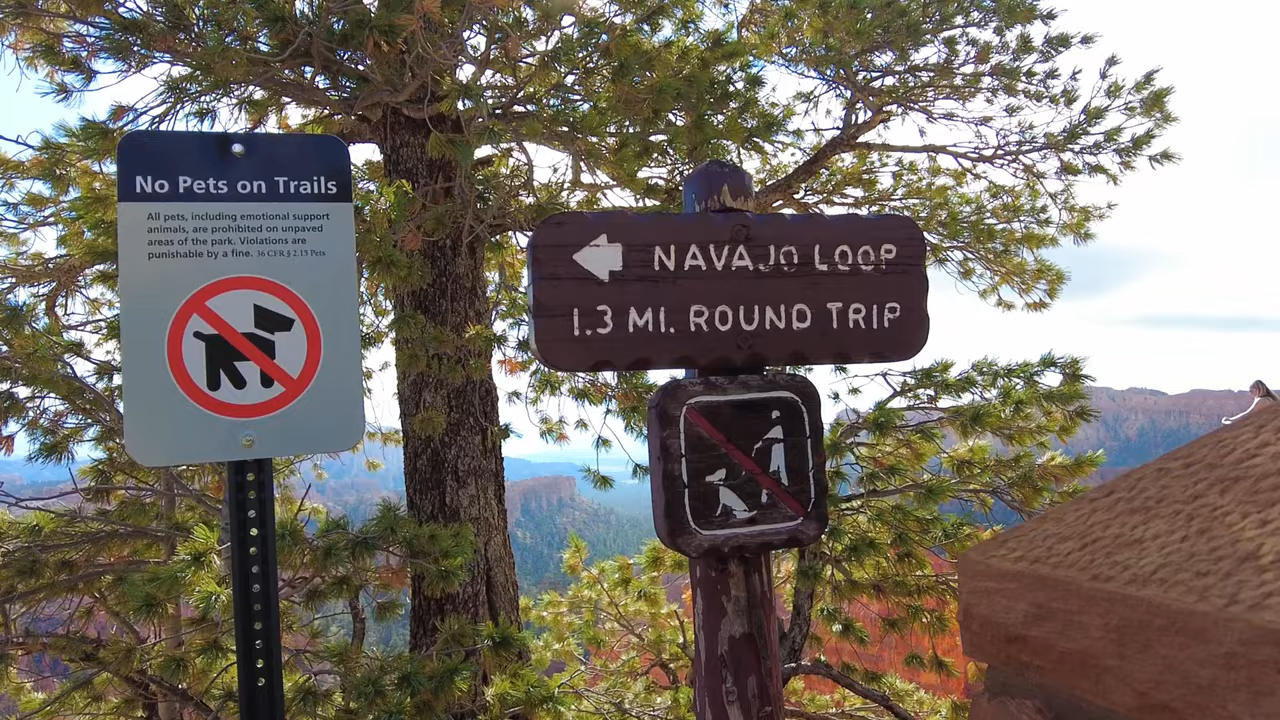 No Pets on Trails
All pets, including emotional support
animals, are prohibited on unpaved
areas of the park. Violations are
punishable by a fine. 36 CFR § 2.15 Pets
NAVAJO LOOP
1.3 MI. ROUND TRIP